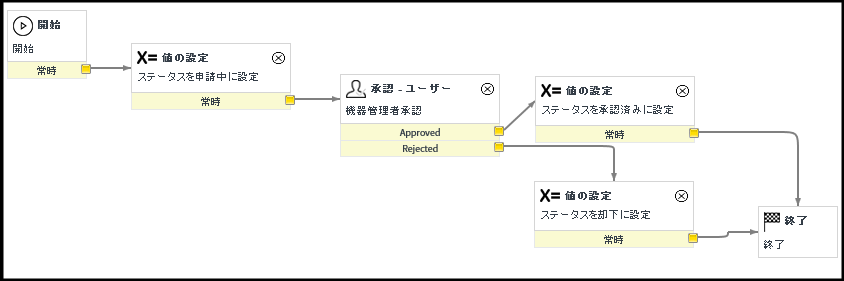 開始
開始
常時
X= 値の設定
ステータスを申請中に設定
常時
承認 - ユーザー
機器管理者承認
Approved
Rejected
X= 値の設定
ステータスを承認済みに設定
常時
X= 値の設定
ステータスを却下に設定
常時
終了
終了